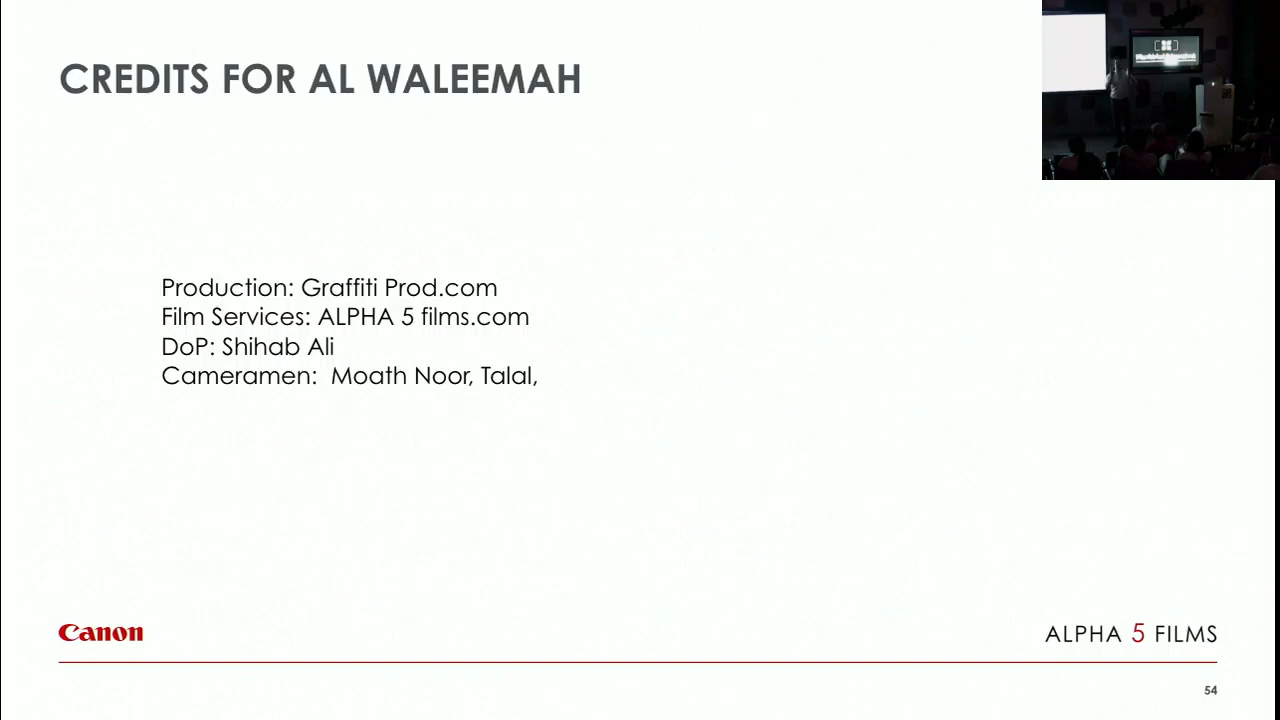 CREDITS FOR AL WALEEMAH
Production: Graffiti Prod.com
Film Services: ALPHA 5 films.com
DoP: Shihab Ali
Cameramen:  Moath Noor, Talal,
Canon
ALPHA 5 FILMS
54